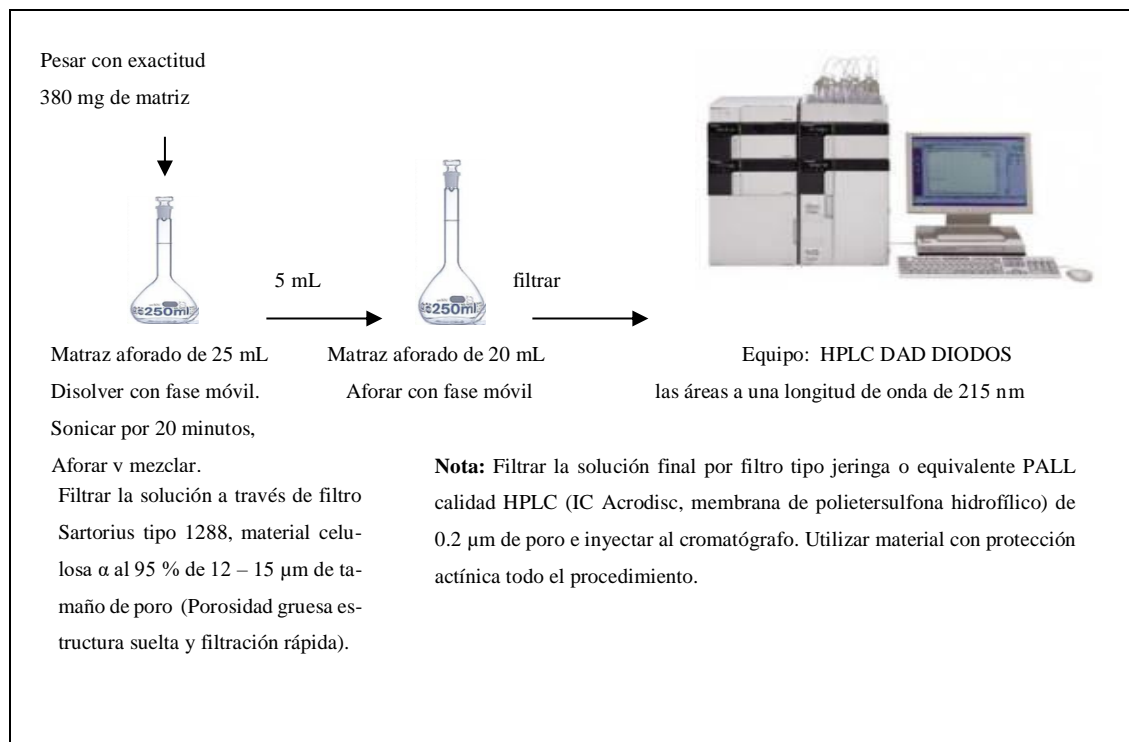 Pesar con exactitud
380 mg de matriz
250ml
5 mL
250ml
filtrar
Matraz aforado de 25 mL
Disolver con fase móvil.
Sonicar por 20 minutos,
Aforar y mezclar.
Filtrar la solución a través de filtro
Sartorius tipo 1288, material celu-
losa α al 95 % de 12 – 15 µm de ta-
maño de poro (Porosidad gruesa es-
tructura suelta y filtración rápida).
Matraz aforado de 20 mL
Aforar con fase móvil
Equipo: HPLC DAD DIODOS
las áreas a una longitud de onda de 215 nm
Nota: Filtrar la solución final por filtro tipo jeringa o equivalente PALL
calidad HPLC (IC Acrodisc, membrana de polietersulfona hidrofílico) de
0.2 µm de poro e inyectar al cromatógrafo. Utilizar material con protección
actínica todo el procedimiento.